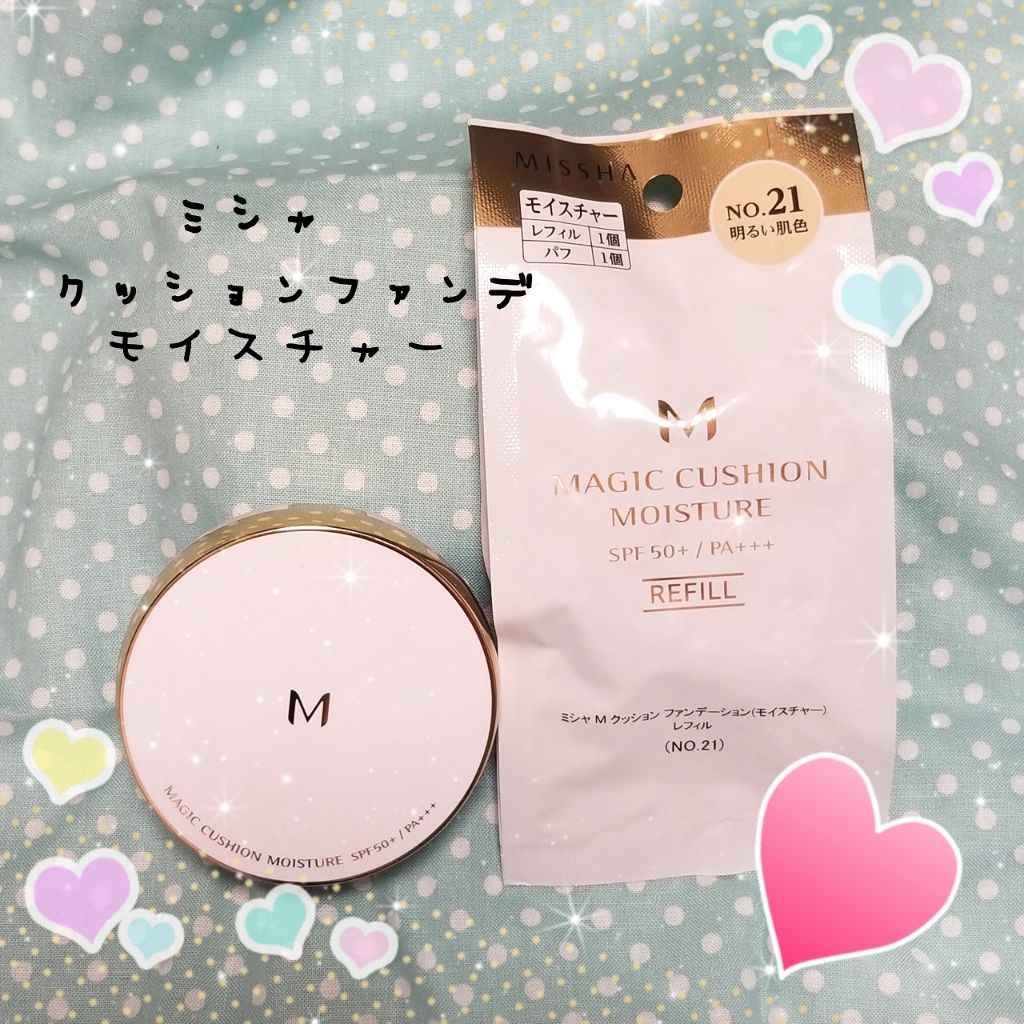 ミシャ
クッションファンデ
モイスチャー
MISSHA
モイスチャー
レフィル 1個
パフ 1個
NO.21
明るい肌色
M
MAGIC CUSHION
MOISTURE
SPF 50+ / PA+++
REFILL
ミシャ M クッション ファンデーション(モイスチャー)
レフィル
(NO.21)
M
MAGIC CUSHION MOISTURE SPF50+ / PA+++